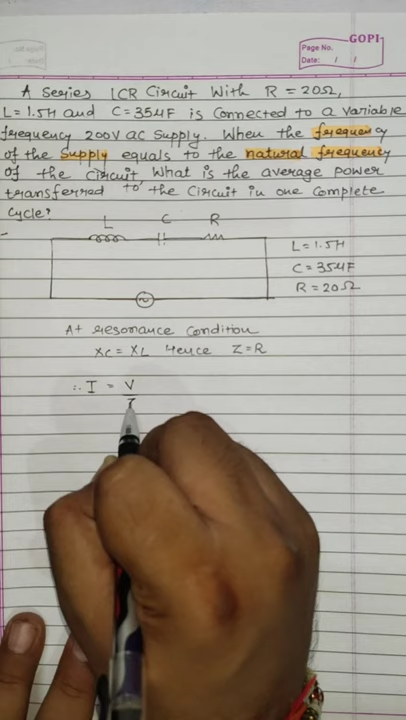 GOPI
Page No.
Date: / /
A series ICR Circuit With R = 20Ω,
L = 1.5H and C = 35μF is Connected to a Variable
frequency 200V ac Supply. When the frequency
of the Supply equals to the natural frequency
of the Circuit What is the average power
transferred to the Circuit in one Complete
Cycle?
L C R
L = 1.5H
C = 35μF
R = 20Ω
At resonance Condition
Xc = XL Hence Z = R
∴ I = V
Z